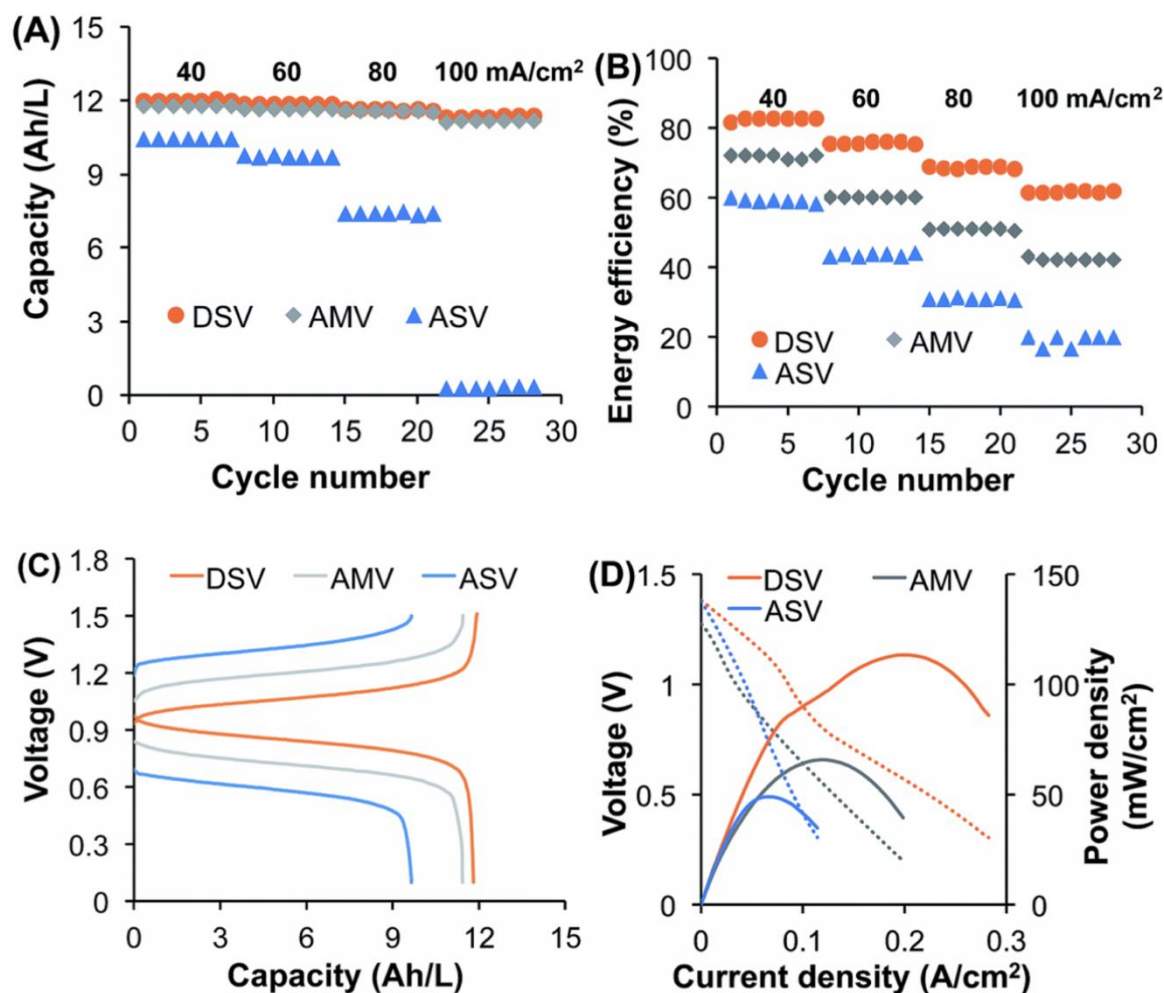 (A)
Capacity (Ah/L)
15
12
9
6
3
0
40 60 80 100 mA/cm²
DSV AMV ASV
0 5 10 15 20 25 30
Cycle number
(B)
Energy efficiency (%)
100
80
60
40
20
0
40 60 80 100 mA/cm²
DSV AMV
ASV
0 5 10 15 20 25 30
Cycle number
(C)
Voltage (V)
1.8
1.5
1.2
0.9
0.6
0.3
0
DSV AMV ASV
0 3 6 9 12 15
Capacity (Ah/L)
(D)
Voltage (V)
1.5
1
0.5
0
DSV AMV
ASV
150
100
50
0
Power density
(mW/cm²)
0 0.1 0.2 0.3
Current density (A/cm²)